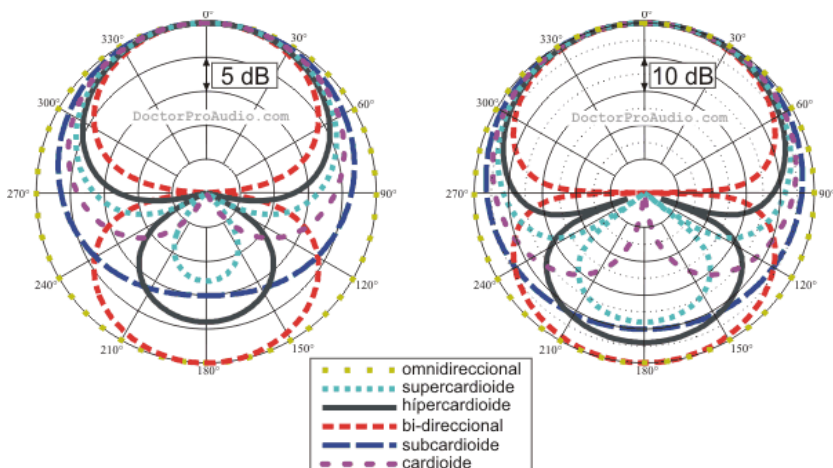 0°
330°
30°
5 dB
300°
60°
DoctorProAudio.com
270°
90°
240°
120°
210°
150°
180°
0°
330°
30°
10 dB
300°
60°
DoctorProAudio.com
270°
90°
240°
120°
210°
150°
180°
omnidireccional
supercardioide
hípercardioide
bi-direccional
subcardioide
cardioide